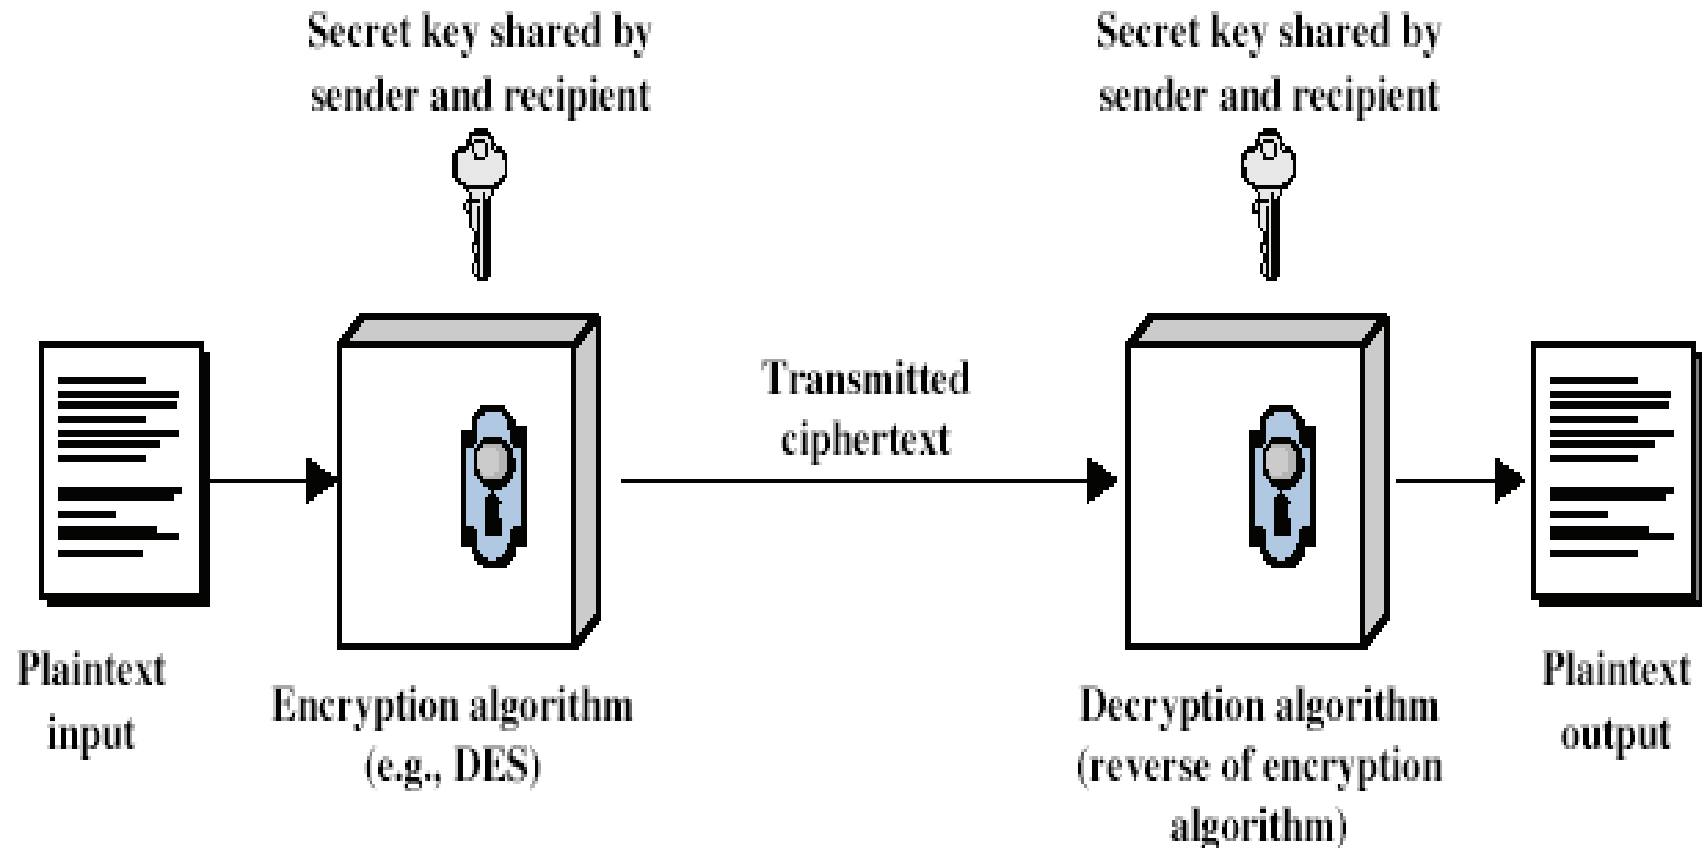 Secret key shared by
sender and recipient
Secret key shared by
sender and recipient
Transmitted
ciphertext
Plaintext
input
Encryption algorithm
(e.g., DES)
Decryption algorithm
(reverse of encryption
algorithm)
Plaintext
output